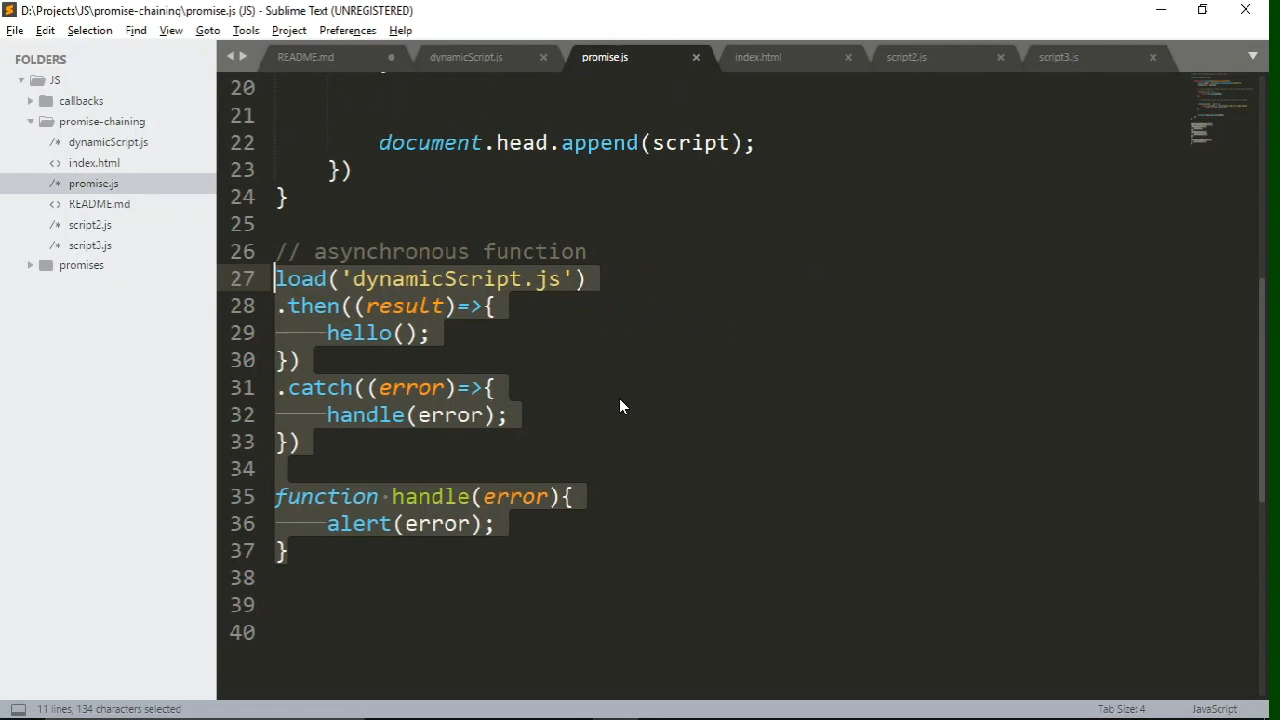 D:\Projects\JS\promise-chaining\promise.js (JS) - Sublime Text (UNREGISTERED)
File Edit Selection Find View Goto Tools Project Preferences Help
FOLDERS
JS
callbacks
promise-chaining
dynamicScript.js
index.html
promise.js
README.md
script2.js
script3.js
promises
README.md dynamicScript.js promise.js index.html script2.js script3.js
20
21
22 document.head.append(script);
23 })
24 }
25
26 // asynchronous function
27 load('dynamicScript.js')
28 .then((result)=>{
29 hello();
30 })
31 .catch((error)=>{
32 handle(error);
33 })
34
35 function handle(error){
36 alert(error);
37 }
38
39
40
11 lines, 134 characters selected
Tab Size: 4 JavaScript